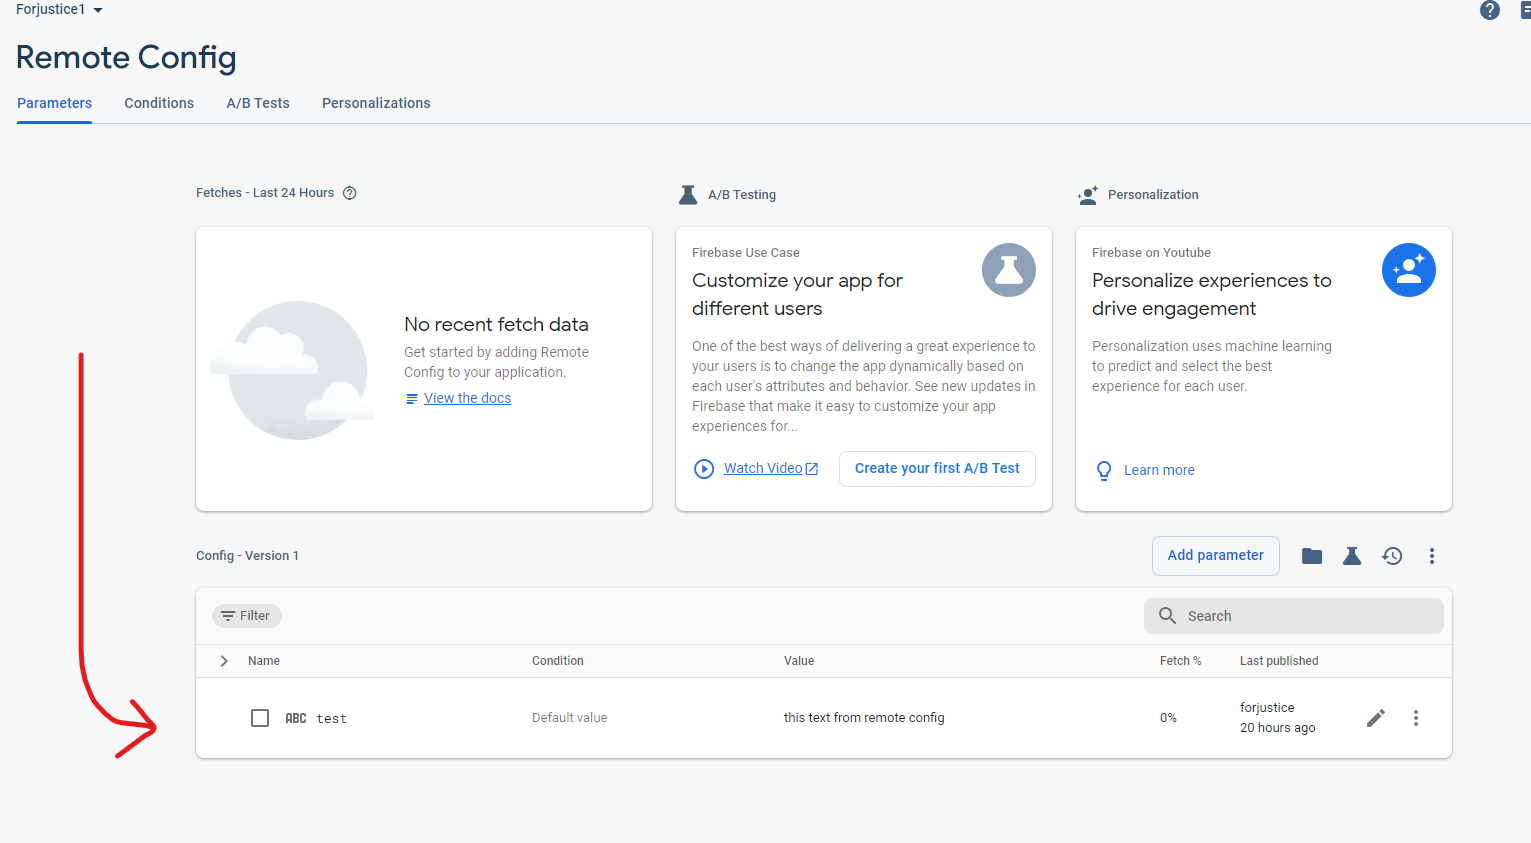 Forjustice1
Remote Config
Parameters
Conditions
A/B Tests
Personalizations
Fetches - Last 24 Hours
No recent fetch data
Get started by adding Remote
Config to your application.
View the docs
A/B Testing
Firebase Use Case
Customize your app for
different users
One of the best ways of delivering a great experience to
your users is to change the app dynamically based on
each user's attributes and behavior. See new updates in
Firebase that make it easy to customize your app
experiences for...
Watch Video
Create your first A/B Test
Personalization
Firebase on Youtube
Personalize experiences to
drive engagement
Personalization uses machine learning
to predict and select the best
experience for each user.
Learn more
Config - Version 1
Add parameter
Filter
Search
Name
Condition
Value
Fetch %
Last published
ABC test
Default value
this text from remote config
0%
forjustice
20 hours ago